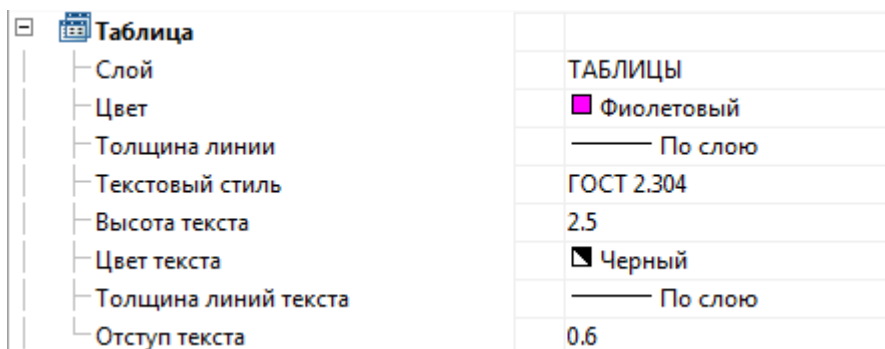 Таблица
Слой ТАБЛИЦЫ
Цвет Фиолетовый
Толщина линии По слою
Текстовый стиль ГОСТ 2.304
Высота текста 2.5
Цвет текста Черный
Толщина линий текста По слою
Отступ текста 0.6